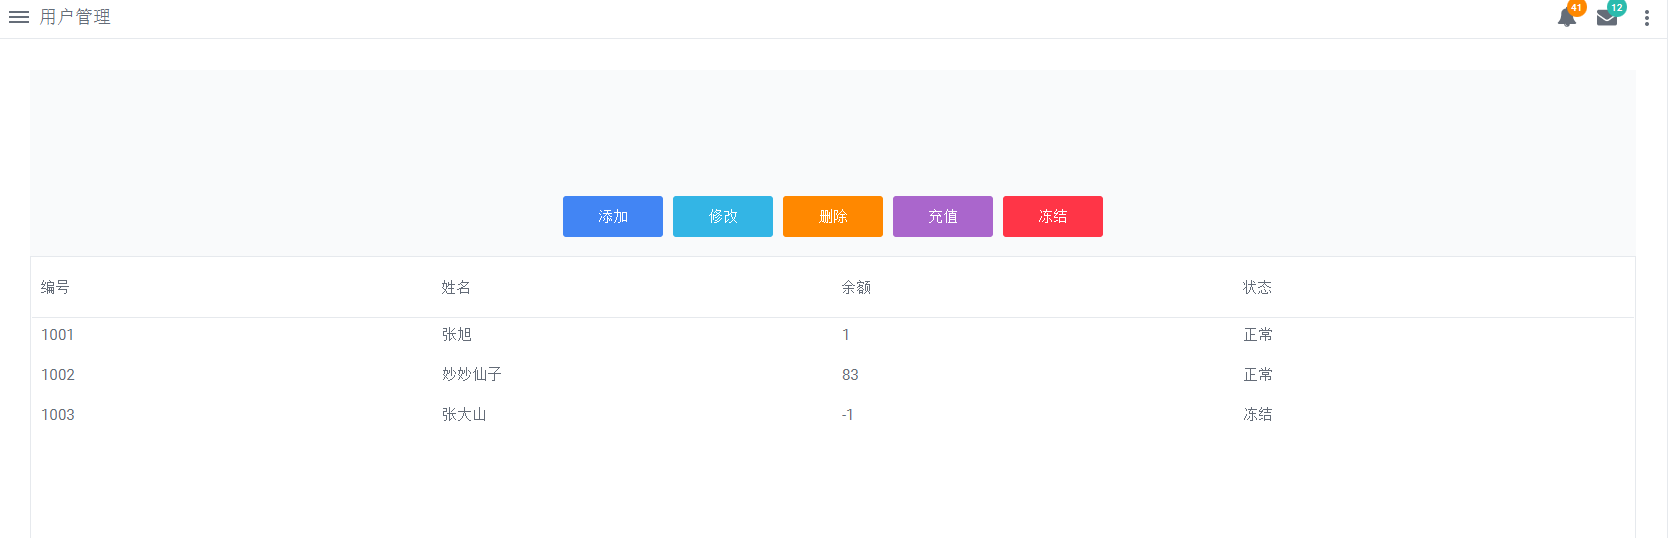 用户管理 41 12
添加 修改 删除 充值 冻结
编号 姓名 余额 状态
1001 张旭 1 正常
1002 妙妙仙子 83 正常
1003 张大山 -1 冻结